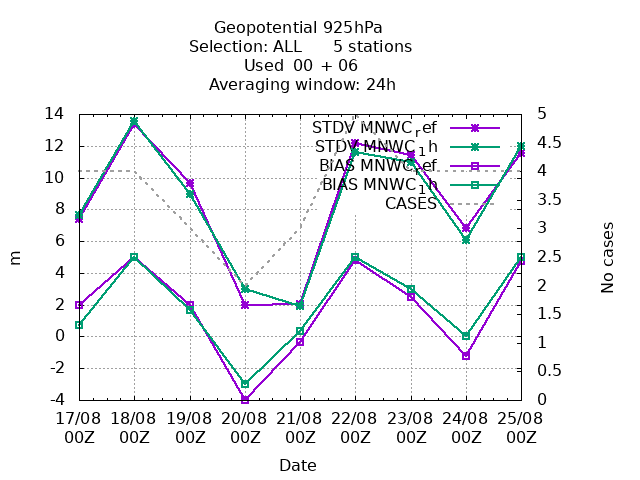 Geopotential 925hPa
Selection: ALL 5 stations
Used 00 + 06
Averaging window: 24h
STDV MNWC_ref
STDV MNWC_1h
BIAS MNWC_ref
BIAS MNWC_1h
CASES
14
12
10
8
6
4
2
0
-2
-4
m
5
4.5
4
3.5
3
2.5
2
1.5
1
0.5
0
No cases
17/08 18/08 19/08 20/08 21/08 22/08 23/08 24/08 25/08
00Z 00Z 00Z 00Z 00Z 00Z 00Z 00Z 00Z
Date